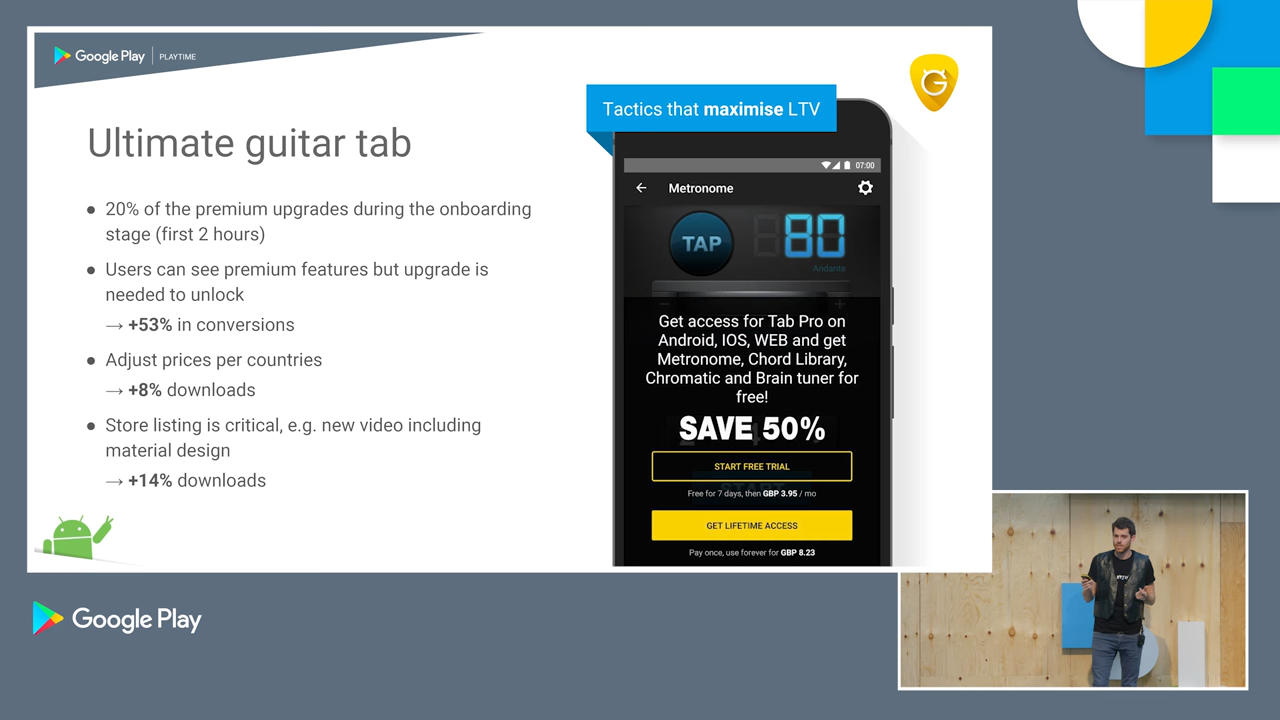 Google Play | PLAYTIME
Ultimate guitar tab
● 20% of the premium upgrades during the onboarding
stage (first 2 hours)
● Users can see premium features but upgrade is
needed to unlock
→ +53% in conversions
● Adjust prices per countries
→ +8% downloads
● Store listing is critical, e.g. new video including
material design
→ +14% downloads
Tactics that maximise LTV
G
07:00
Metronome
TAP
80
Andante
Get access for Tab Pro on
Android, IOS, WEB and get
Metronome, Chord Library,
Chromatic and Brain tuner for
free!
SAVE 50%
START FREE TRIAL
START
Free for 7 days, then GBP 3.95 / mo
GET LIFETIME ACCESS
Pay once, use forever for GBP 8.23
Google Play